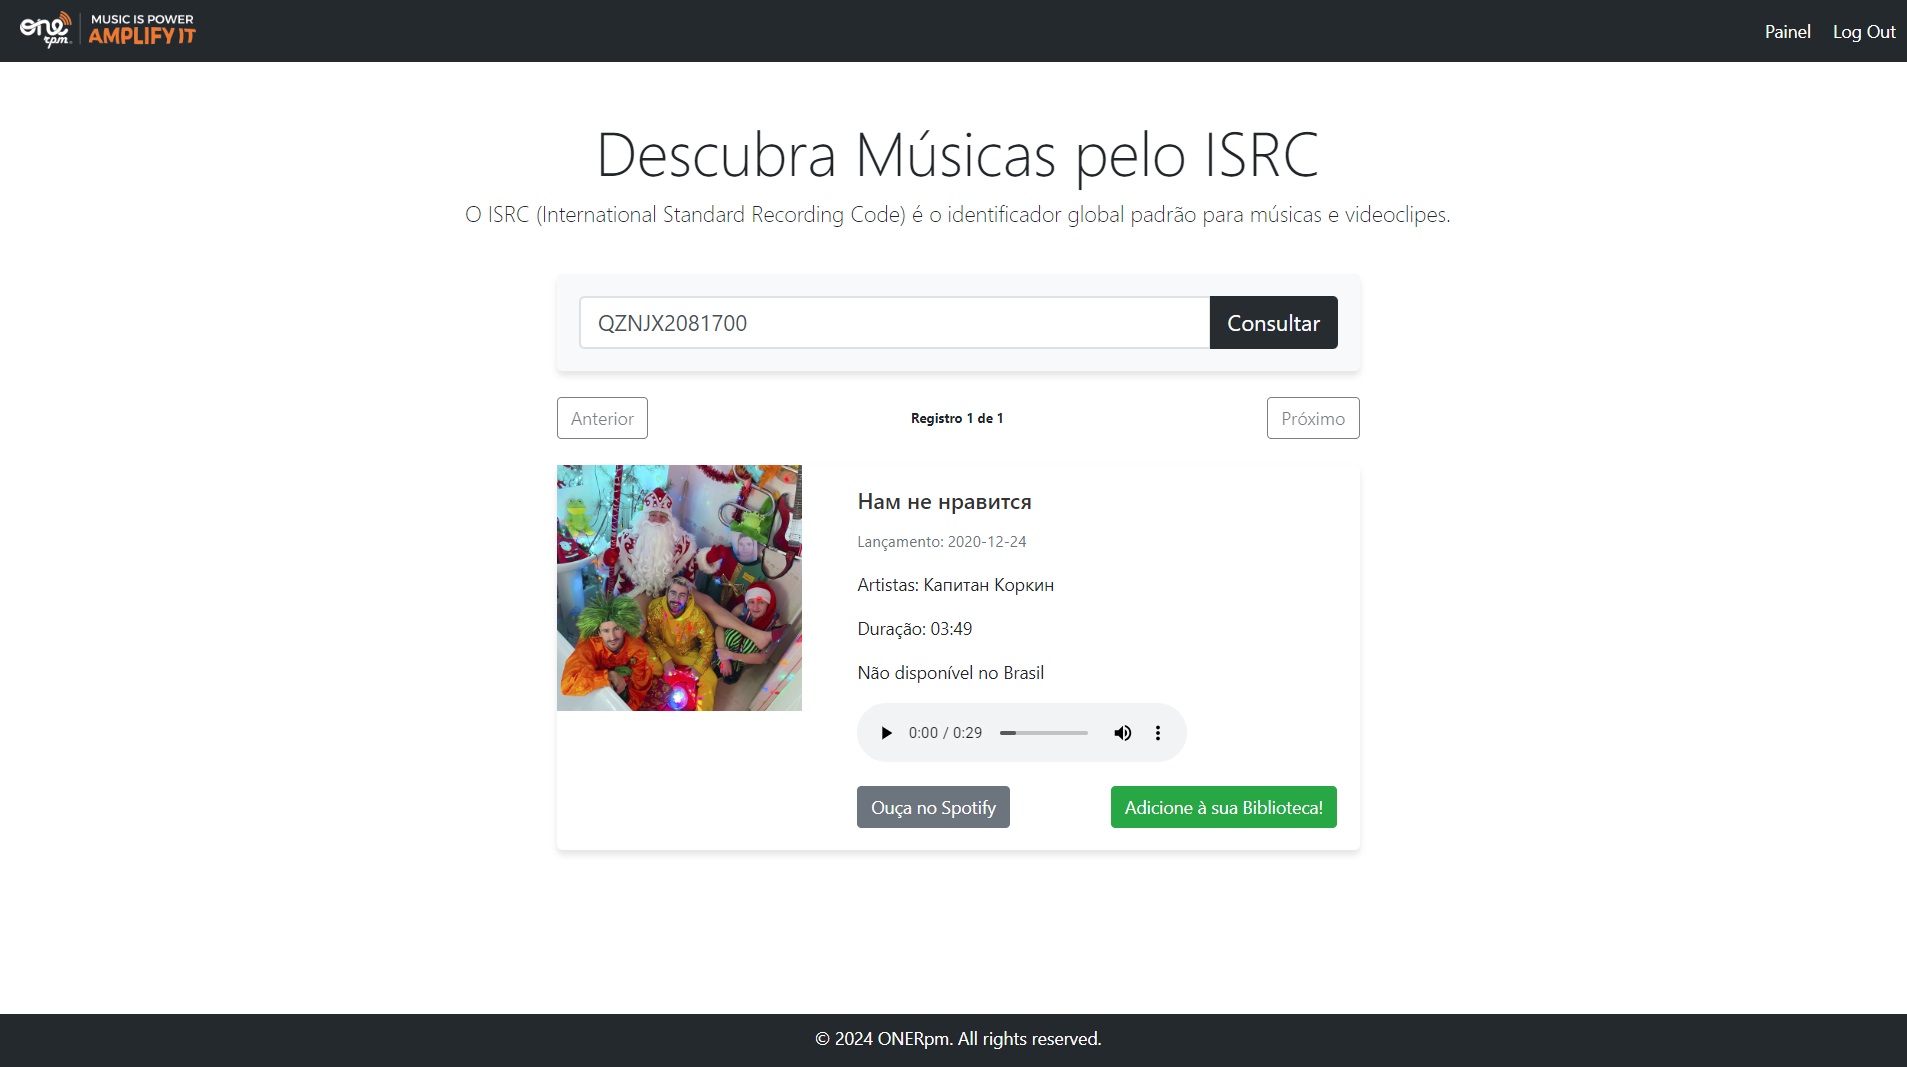 one rpm
MUSIC IS POWER
AMPLIFY IT
Painel
Log Out
Descubra Músicas pelo ISRC
O ISRC (International Standard Recording Code) é o identificador global padrão para músicas e videoclipes.
QZNJX2081700
Consultar
Anterior
Registro 1 de 1
Próximo
Нам не нравится
Lançamento: 2020-12-24
Artistas: Капитан Коркин
Duração: 03:49
Não disponível no Brasil
0:00 / 0:29
Ouça no Spotify
Adicione à sua Biblioteca!
© 2024 ONERpm. All rights reserved.